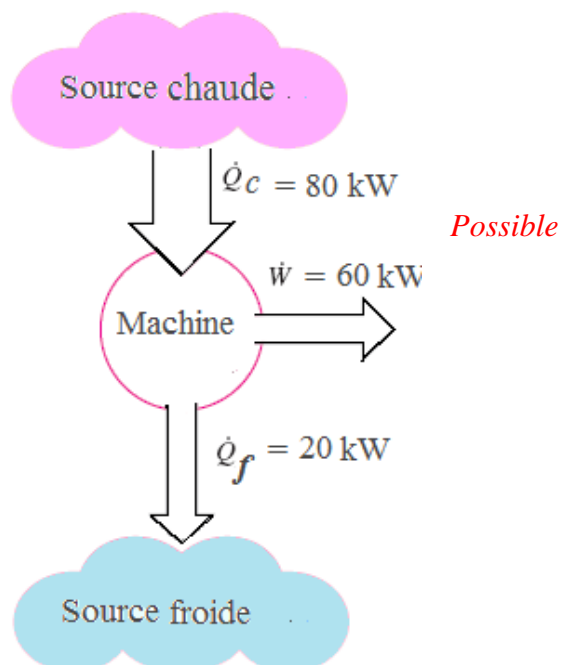 Source chaude
Q̇c = 80 kW
Possible
Ẇ = 60 kW
Machine
Q̇f = 20 kW
Source froide